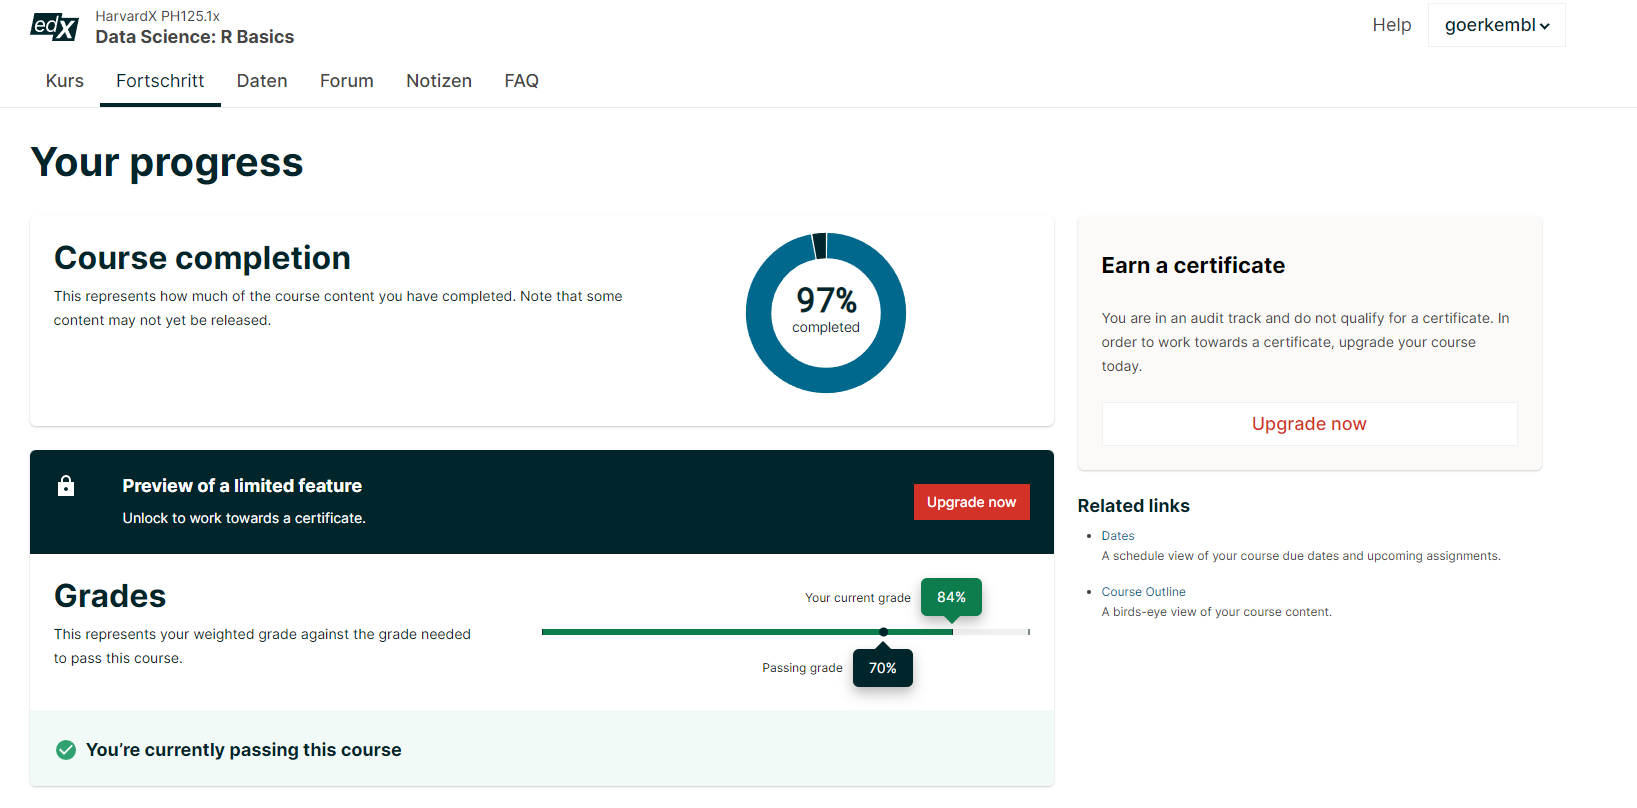 edX
HarvardX PH125.1x
Data Science: R Basics
Help
goerkembl
Kurs
Fortschritt
Daten
Forum
Notizen
FAQ
Your progress
Course completion
This represents how much of the course content you have completed. Note that some
content may not yet be released.
97%
completed
Earn a certificate
You are in an audit track and do not qualify for a certificate. In
order to work towards a certificate, upgrade your course
today.
Upgrade now
Preview of a limited feature
Unlock to work towards a certificate.
Upgrade now
Grades
This represents your weighted grade against the grade needed
to pass this course.
Your current grade
84%
Passing grade
70%
You’re currently passing this course
Related links
Dates
A schedule view of your course due dates and upcoming assignments.
Course Outline
A birds-eye view of your course content.